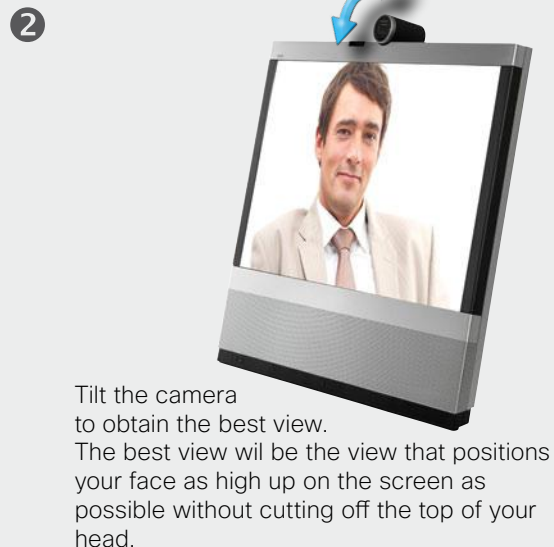 2
Tilt the camera
to obtain the best view.
The best view wil be the view that positions
your face as high up on the screen as
possible without cutting off the top of your
head.